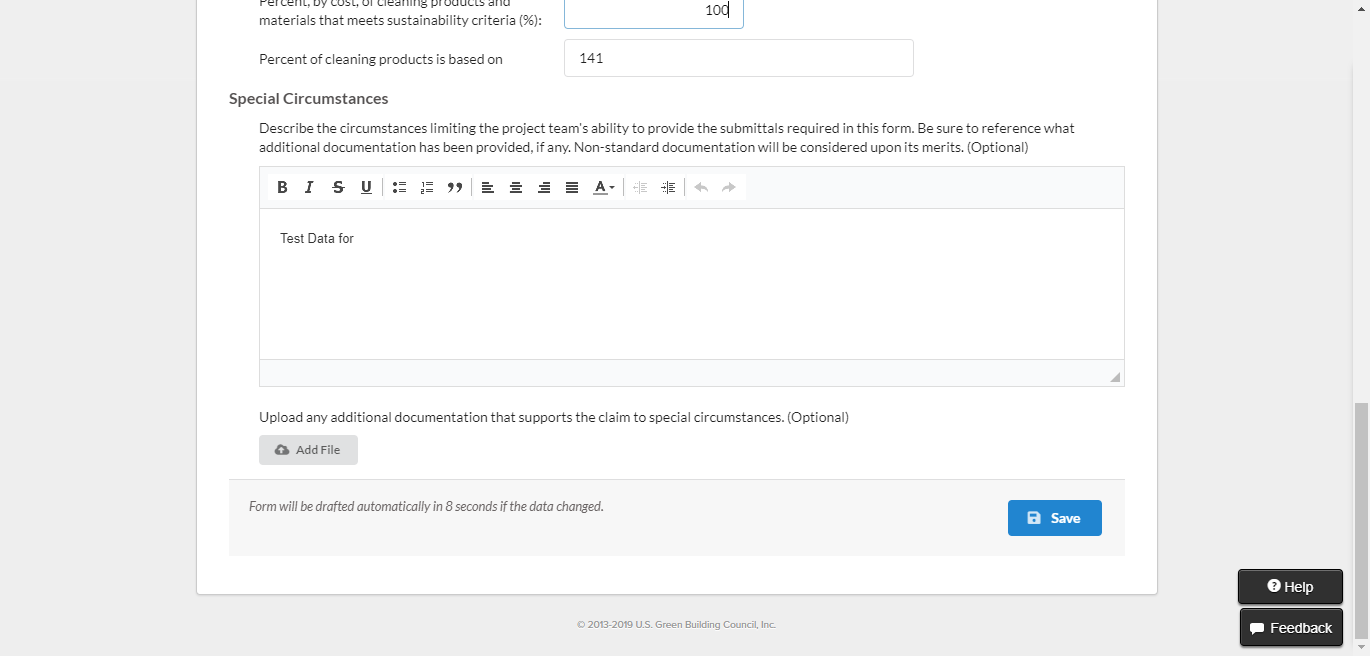 Percent, by cost, of cleaning products and
materials that meets sustainability criteria (%):
100
Percent of cleaning products is based on
141
Special Circumstances
Describe the circumstances limiting the project team's ability to provide the submittals required in this form. Be sure to reference what
additional documentation has been provided, if any. Non-standard documentation will be considered upon its merits. (Optional)
B I S U A
Test Data for
Upload any additional documentation that supports the claim to special circumstances. (Optional)
Add File
Form will be drafted automatically in 8 seconds if the data changed.
Save
Help
Feedback
© 2013-2019 U.S. Green Building Council, Inc.